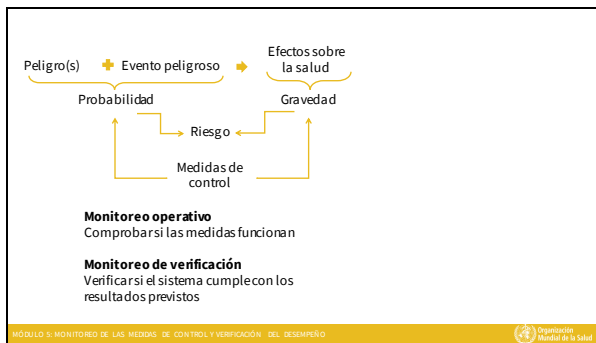 Peligro(s) + Evento peligroso
Efectos sobre
la salud
Probabilidad
Gravedad
Riesgo
Medidas de
control
Monitoreo operativo
Comprobar si las medidas funcionan
Monitoreo de verificación
Verificar si el sistema cumple con los
resultados previstos
MÓDULO 5: MONITOREO DE LAS MEDIDAS DE CONTROL Y VERIFICACIÓN DEL DESEMPEÑO
Organización
Mundial de la Salud